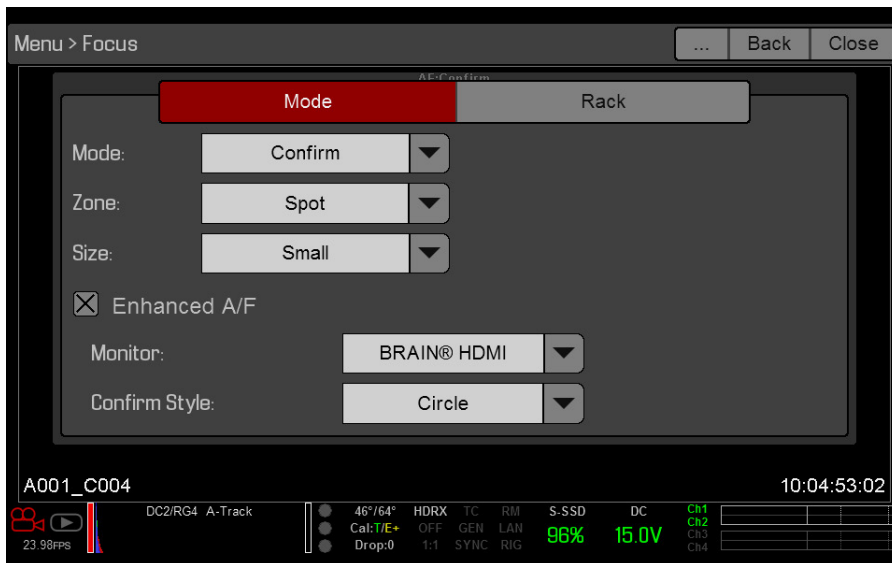 Menu > Focus ... Back Close
AF:Confirm
Mode Rack
Mode: Confirm
Zone: Spot
Size: Small
Enhanced A/F
Monitor: BRAIN® HDMI
Confirm Style: Circle
A001_C004 10:04:53:02
DC2/RG4 A-Track 46°/64° HDRX TC RM S-SSD DC Ch1
Cal:T/E+ OFF GEN LAN 96% 15.0V Ch2
23.98FPS Drop:0 1:1 SYNC RIG Ch3
Ch4